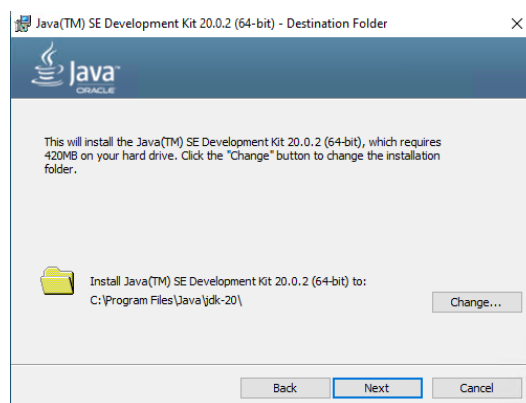 Java(TM) SE Development Kit 20.0.2 (64-bit) - Destination Folder
Java™
ORACLE
This will install the Java(TM) SE Development Kit 20.0.2 (64-bit), which requires
420MB on your hard drive. Click the "Change" button to change the installation
folder.
Install Java(TM) SE Development Kit 20.0.2 (64-bit) to:
C:\Program Files\Java\jdk-20\
Change...
Back Next Cancel